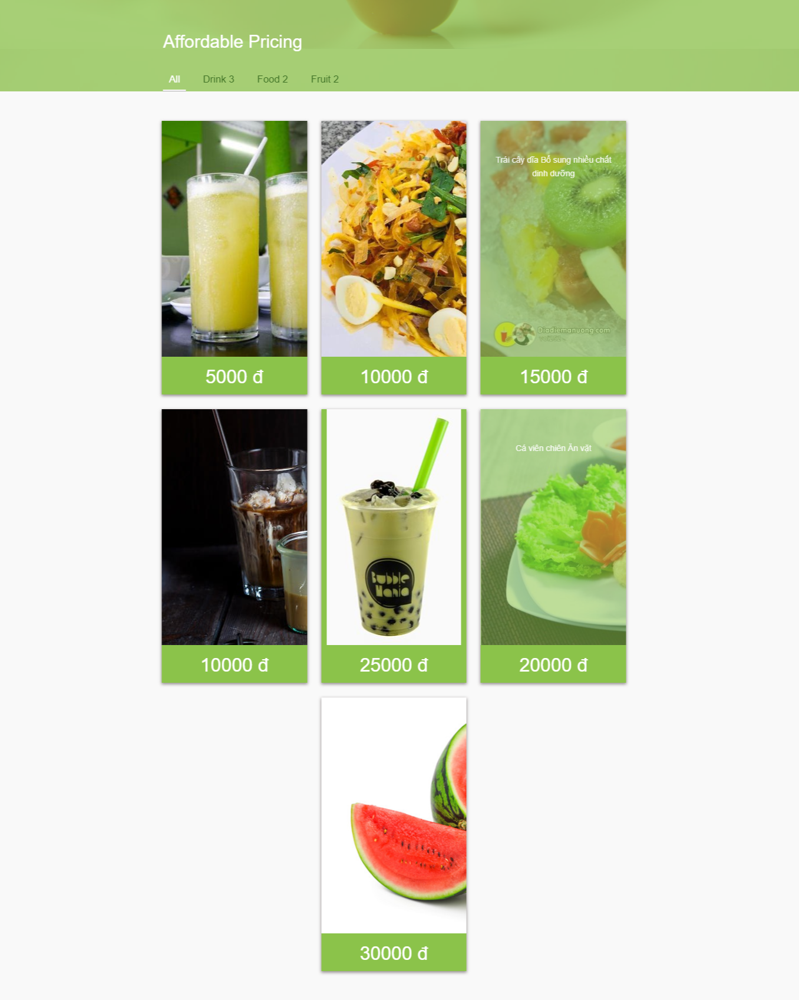 Affordable Pricing
All
Drink 3
Food 2
Fruit 2
Trái cây dĩa Bổ sung nhiều chất
dinh dưỡng
Diadiemanuong.com
5000 đ
10000 đ
15000 đ
Cá viên chiên Ăn vặt
Bubble
Mania
10000 đ
25000 đ
20000 đ
30000 đ